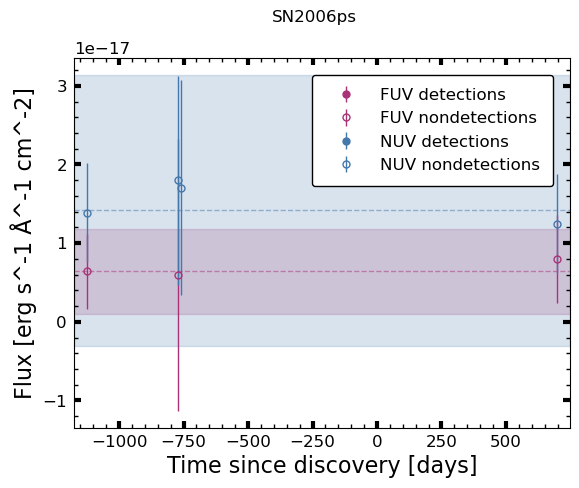 SN2006ps
1e−17
3
2
1
0
−1
FUV detections
FUV nondetections
NUV detections
NUV nondetections
Flux [erg s^-1 Å^-1 cm^-2]
−1000 −750 −500 −250 0 250 500
Time since discovery [days]